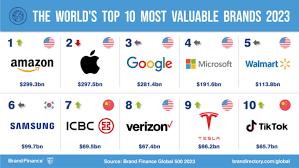 THE WORLD'S TOP 10 MOST VALUABLE BRANDS 2023
1 2 3 4 5
amazon Google Microsoft Walmart
$299.3bn $297.5bn $281.4bn $191.6bn $113.8bn
6 7 8 9 10
SAMSUNG ICBC verizon TESLA TikTok
$99.7bn $69.5bn $67.4bn $66.2bn $65.7bn
Brand Finance Source: Brand Finance Global 500 2023 brandirectory.com/global